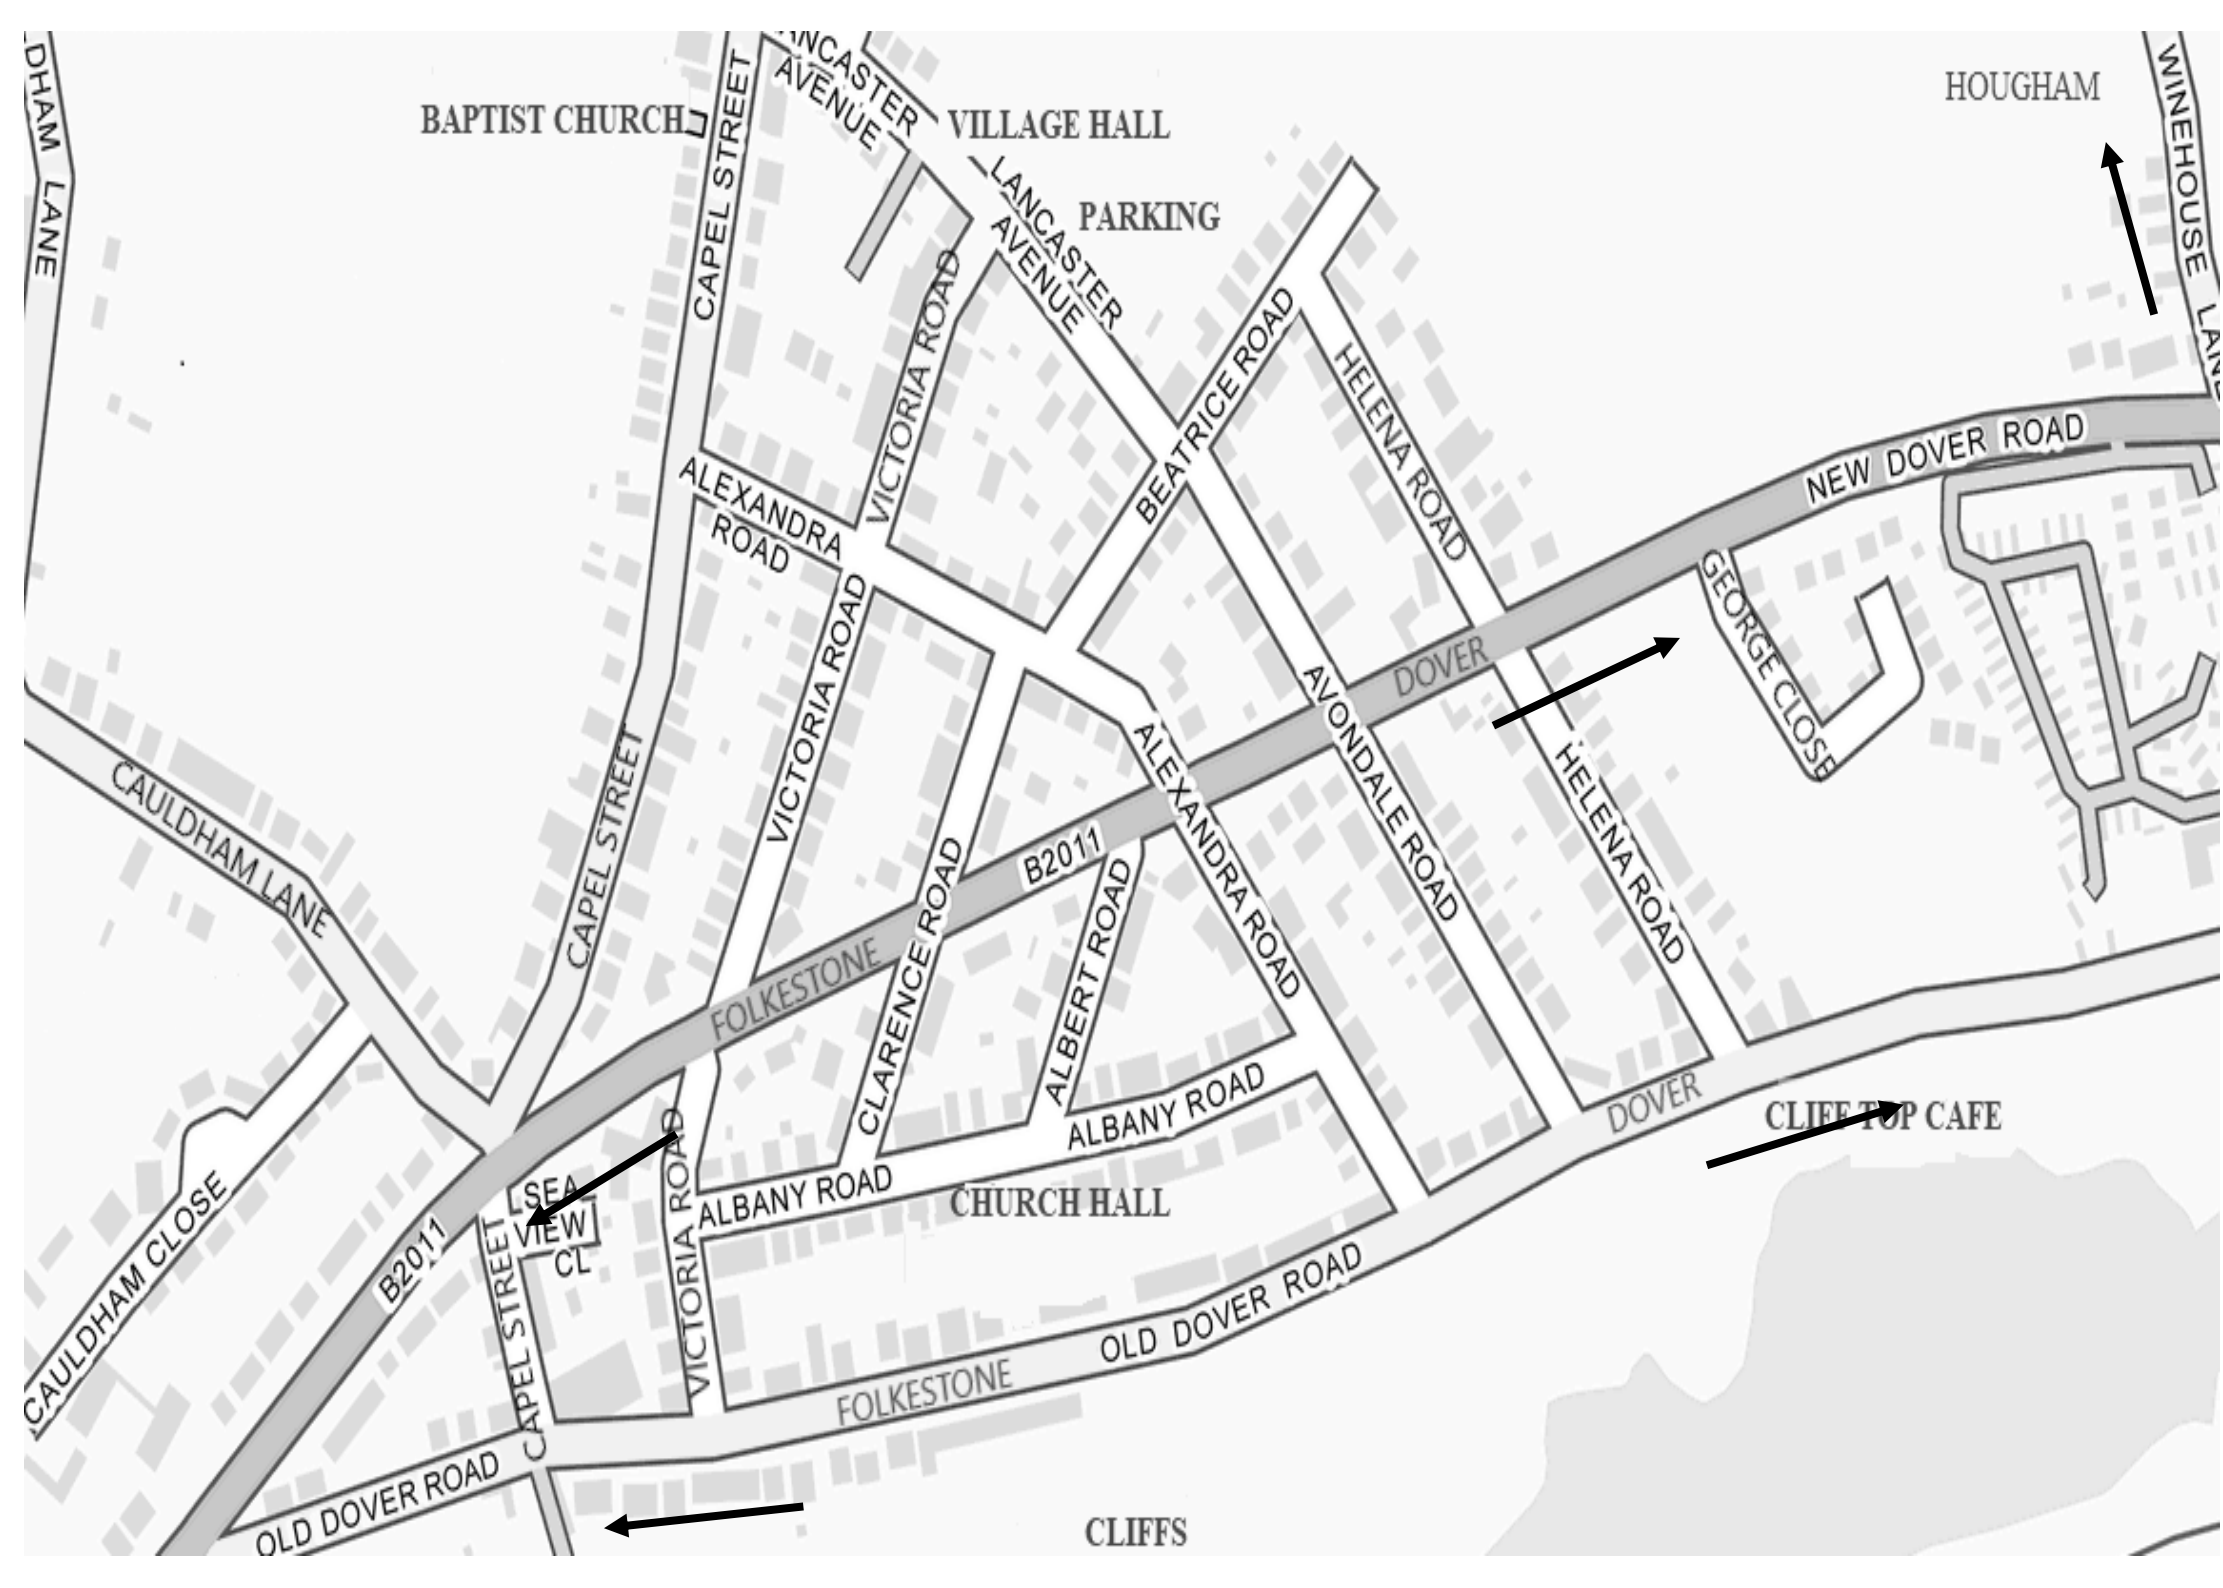 DHAM LANE
BAPTIST CHURCH
CAPEL STREET
ANCASTER
AVENUE
VILLAGE HALL
PARKING
LANCASTER
AVENUE
HOUGHAM
WINEHOUSE LANE
VICTORIA ROAD
ALEXANDRA
ROAD
BEATRICE ROAD
HELENA ROAD
NEW DOVER ROAD
GEORGE CLOSE
DOVER
VICTORIA ROAD
CAPEL STREET
CAULDHAM LANE
AVONDALE ROAD
ALEXANDRA ROAD
HELENA ROAD
B2011
CLARENCE ROAD
ALBERT ROAD
FOLKESTONE
ALBANY ROAD
ALBANY ROAD
DOVER
CLIFF TOP CAFE
CHURCH HALL
VICTORIA ROAD
SEA
VIEW
CL
CAPEL STREET
B2011
CAULDHAM CLOSE
OLD DOVER ROAD
FOLKESTONE
OLD DOVER ROAD
CLIFFS